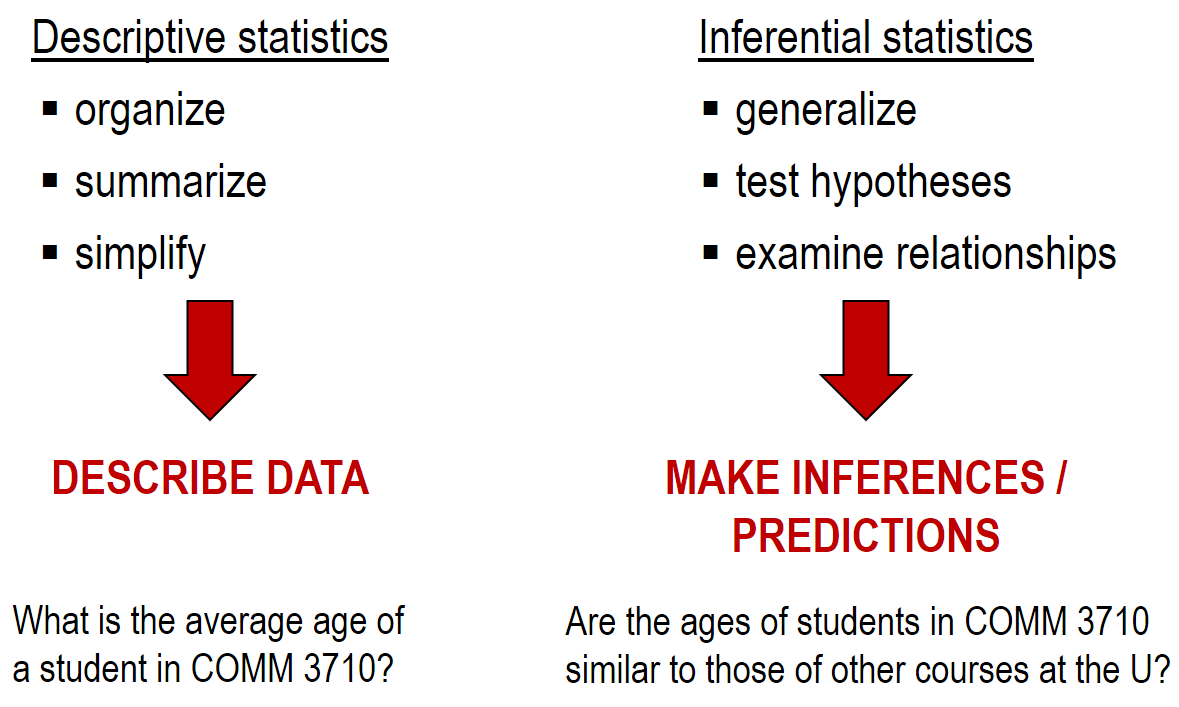 Descriptive statistics
▪ organize
▪ summarize
▪ simplify
DESCRIBE DATA
What is the average age of
a student in COMM 3710?
Inferential statistics
▪ generalize
▪ test hypotheses
▪ examine relationships
MAKE INFERENCES /
PREDICTIONS
Are the ages of students in COMM 3710
similar to those of other courses at the U?